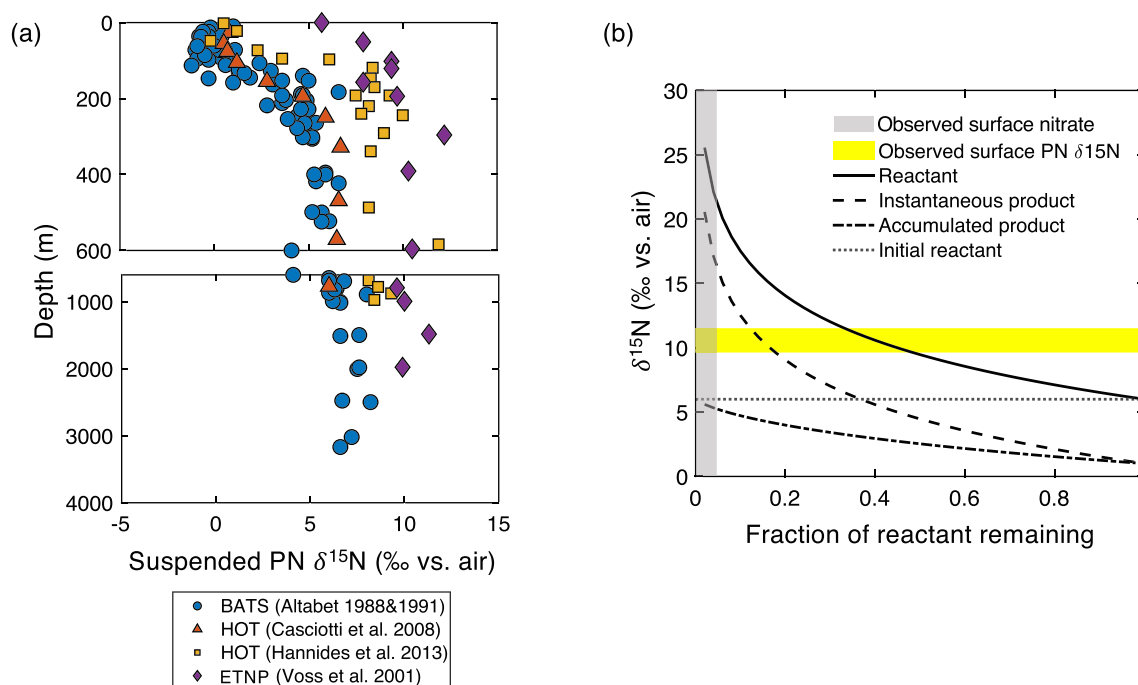 (a)
0
200
400
600
1000
2000
3000
4000
Depth (m)
-5
0
5
10
15
Suspended PN δ¹⁵N (‰ vs. air)
BATS (Altabet 1988&1991)
HOT (Casciotti et al. 2008)
HOT (Hannides et al. 2013)
ETNP (Voss et al. 2001)
(b)
30
25
20
15
10
5
0
δ¹⁵N (‰ vs. air)
Observed surface nitrate
Observed surface PN δ15N
Reactant
Instantaneous product
Accumulated product
Initial reactant
0
0.2
0.4
0.6
0.8
Fraction of reactant remaining